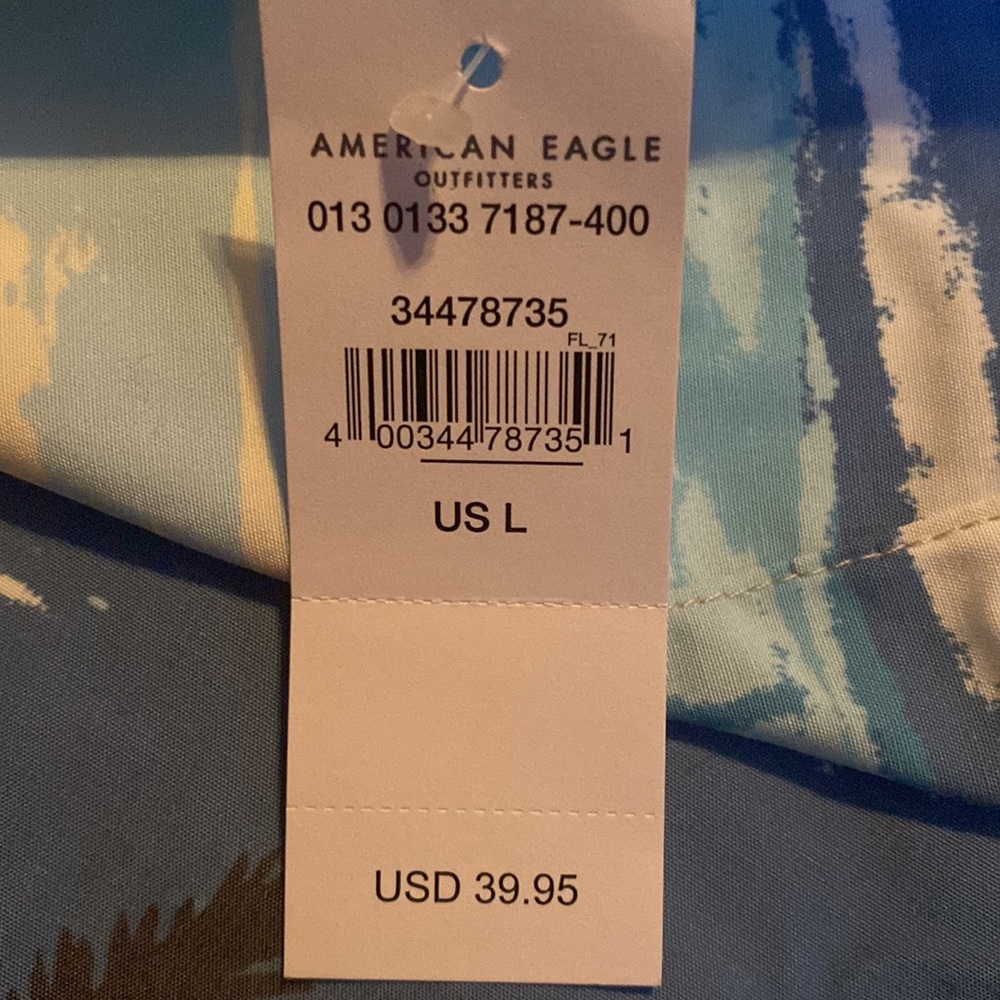 AMERICAN EAGLE
OUTFITTERS
013 0133 7187-400
34478735
FL_71
4 00344 78735 1
US L
USD 39.95